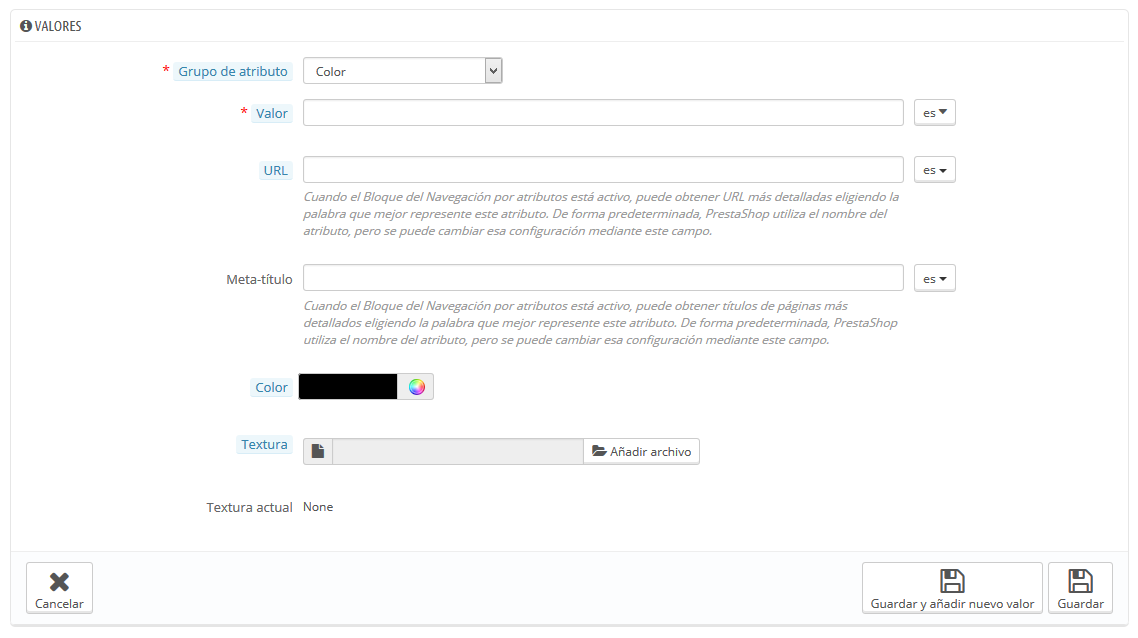 VALORES
* Grupo de atributo Color
* Valor es
URL es
Cuando el Bloque del Navegación por atributos está activo, puede obtener URL más detalladas eligiendo la
palabra que mejor represente este atributo. De forma predeterminada, PrestaShop utiliza el nombre del
atributo, pero se puede cambiar esa configuración mediante este campo.
Meta-título es
Cuando el Bloque del Navegación por atributos está activo, puede obtener títulos de páginas más
detallados eligiendo la palabra que mejor represente este atributo. De forma predeterminada, PrestaShop
utiliza el nombre del atributo, pero se puede cambiar esa configuración mediante este campo.
Color
Textura Añadir archivo
Textura actual None
Cancelar Guardar y añadir nuevo valor Guardar